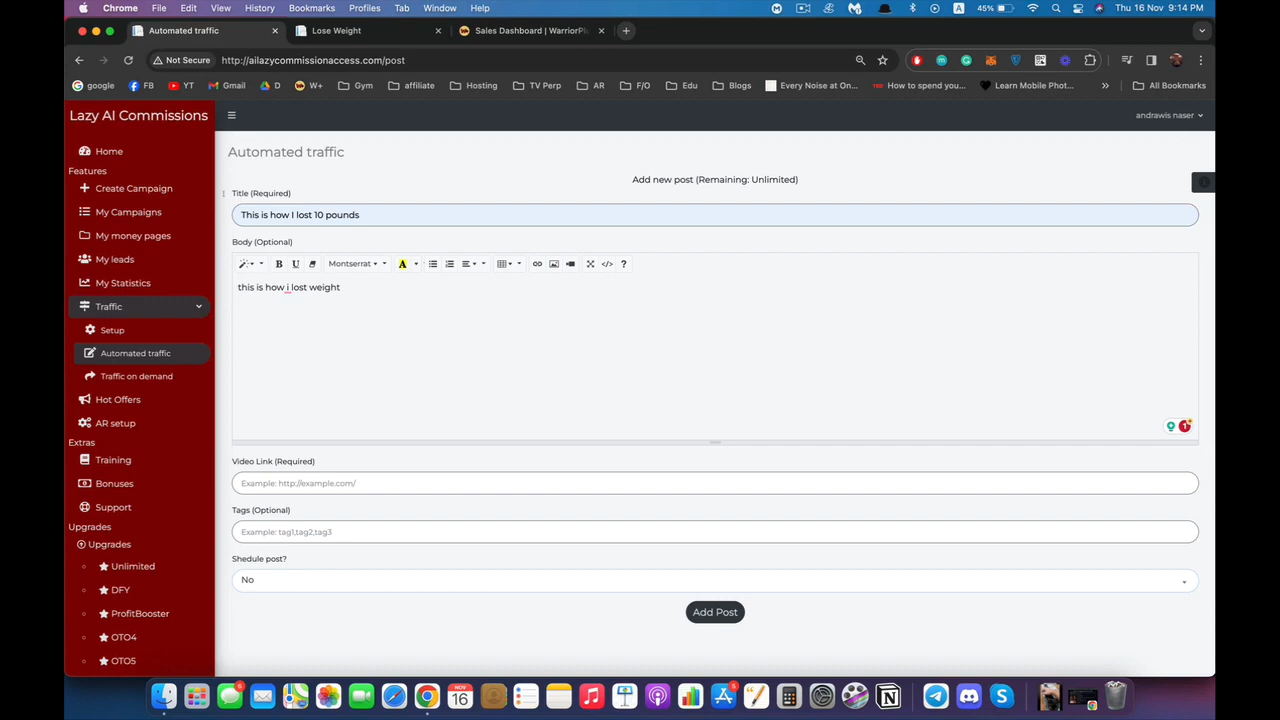 Chrome File Edit View History Bookmarks Profiles Tab Window Help A 45% Thu 16 Nov 9:14 PM
Automated traffic Lose Weight Sales Dashboard | WarriorPl
Not Secure http://ailazycommissionaccess.com/post
google FB YT Gmail D W+ Gym affiliate Hosting TV Perp AR F/O Edu Blogs Every Noise at On... How to spend you... Learn Mobile Phot... » All Bookmarks
Lazy AI Commissions
andrawis naser
Home
Features
Create Campaign
My Campaigns
My money pages
My leads
My Statistics
Traffic
Setup
Automated traffic
Traffic on demand
Hot Offers
AR setup
Extras
Training
Bonuses
Support
Upgrades
Upgrades
Unlimited
DFY
ProfitBooster
OTO4
OTO5
Automated traffic
Add new post (Remaining: Unlimited)
Title (Required)
This is how I lost 10 pounds
Body (Optional)
B U Montserrat A </> ?
this is how i lost weight
1
Video Link (Required)
Example: http://example.com/
Tags (Optional)
Example: tag1,tag2,tag3
Shedule post?
No
Add Post
NOV
16